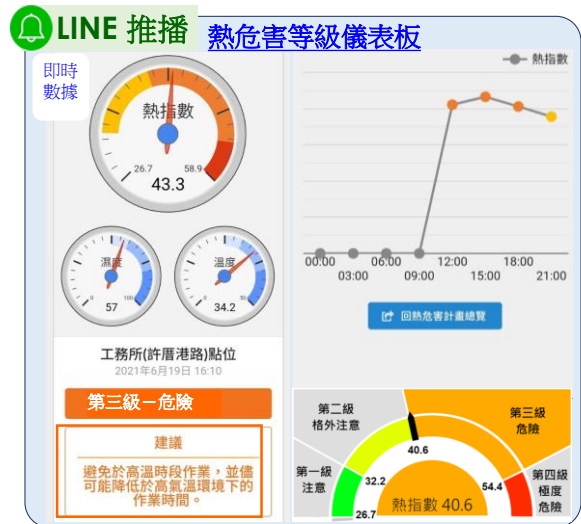 LINE 推播
熱危害等級儀表板
即時
數據
熱指數
26.7
58.9
43.3
濕度
0
100
57
溫度
0
50
34.2
工務所(許厝港路)點位
2021年6月19日 16:10
第三級－危險
建議
避免於高溫時段作業，並儘
可能降低於高氣溫環境下的
作業時間。
熱指數
00:00
06:00
12:00
18:00
03:00
09:00
15:00
21:00
回熱危害計畫總覽
第二級
格外注意
第三級
危險
第一級
注意
第四級
極度
危險
40.6
32.2
54.4
26.7
熱指數 40.6